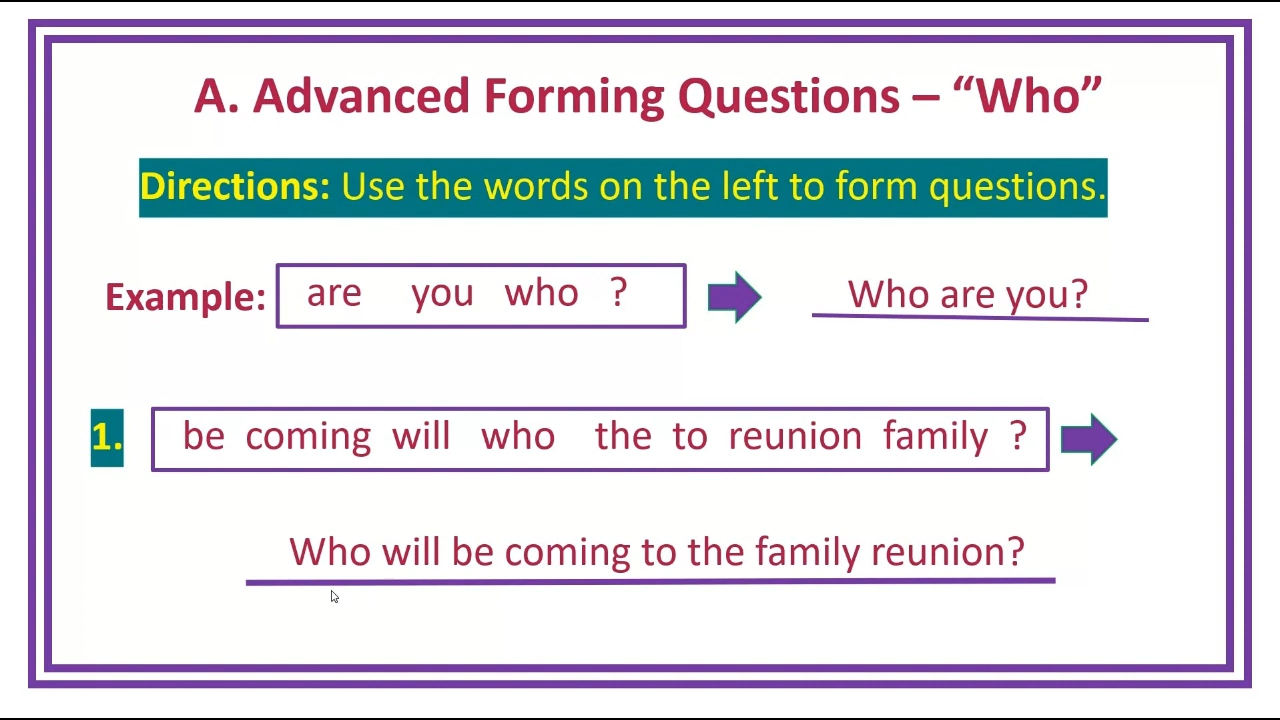 A. Advanced Forming Questions – “Who”
Directions: Use the words on the left to form questions.
Example: are you who ? Who are you?
1. be coming will who the to reunion family ?
Who will be coming to the family reunion?